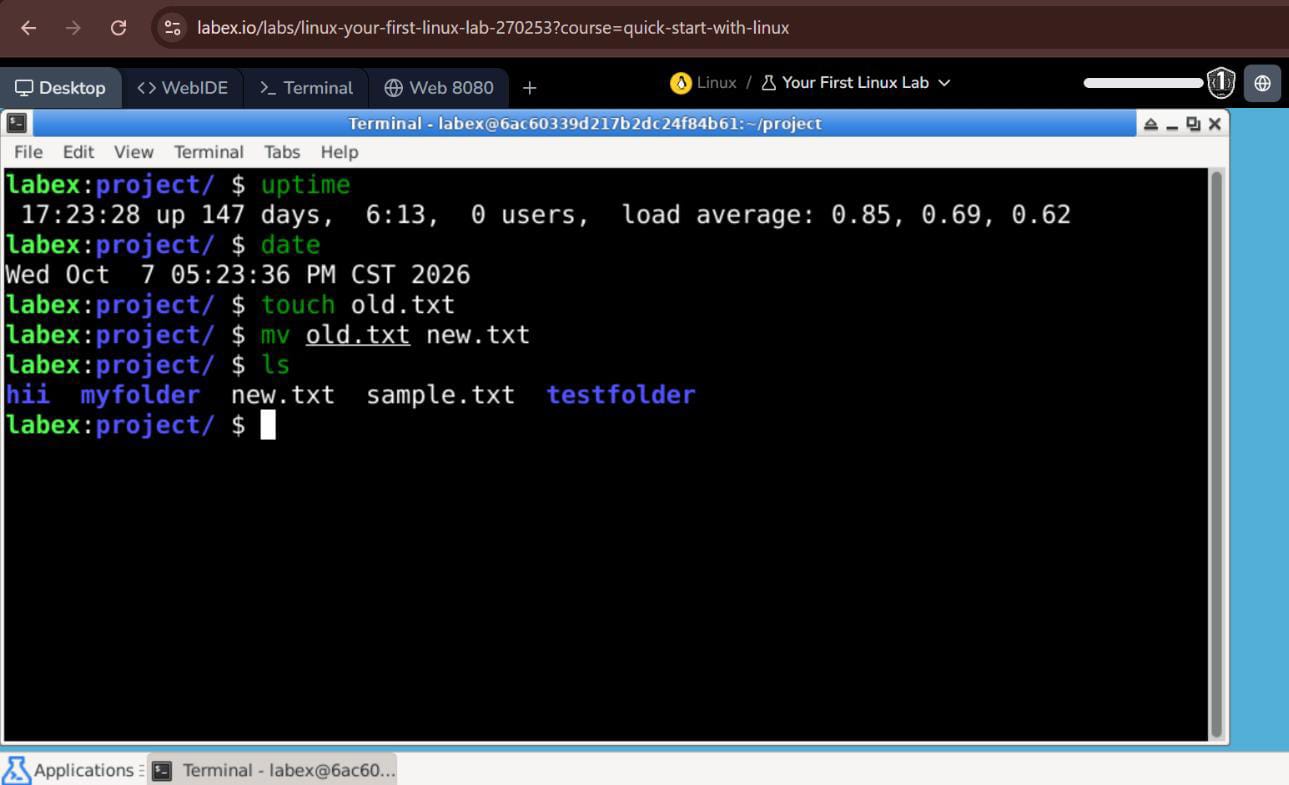 labex.io/labs/linux-your-first-linux-lab-270253?course=quick-start-with-linux
Desktop <> WebIDE >_ Terminal Web 8080 + Linux / Your First Linux Lab 1
Terminal - labex@6ac60339d217b2dc24f84b61:~/project
File Edit View Terminal Tabs Help
labex:project/ $ uptime
 17:23:28 up 147 days,  6:13,  0 users,  load average: 0.85, 0.69, 0.62
labex:project/ $ date
Wed Oct  7 05:23:36 PM CST 2026
labex:project/ $ touch old.txt
labex:project/ $ mv old.txt new.txt
labex:project/ $ ls
hii  myfolder  new.txt  sample.txt  testfolder
labex:project/ $
Applications Terminal - labex@6ac60...